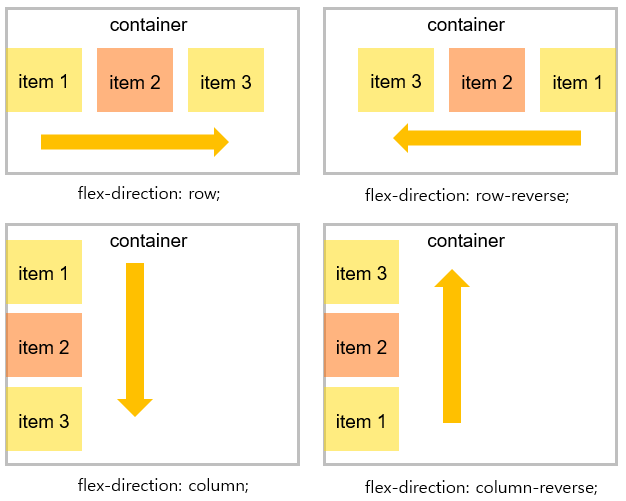 container
item 1 item 2 item 3
flex-direction: row;
container
item 3 item 2 item 1
flex-direction: row-reverse;
container
item 1
item 2
item 3
flex-direction: column;
container
item 3
item 2
item 1
flex-direction: column-reverse;